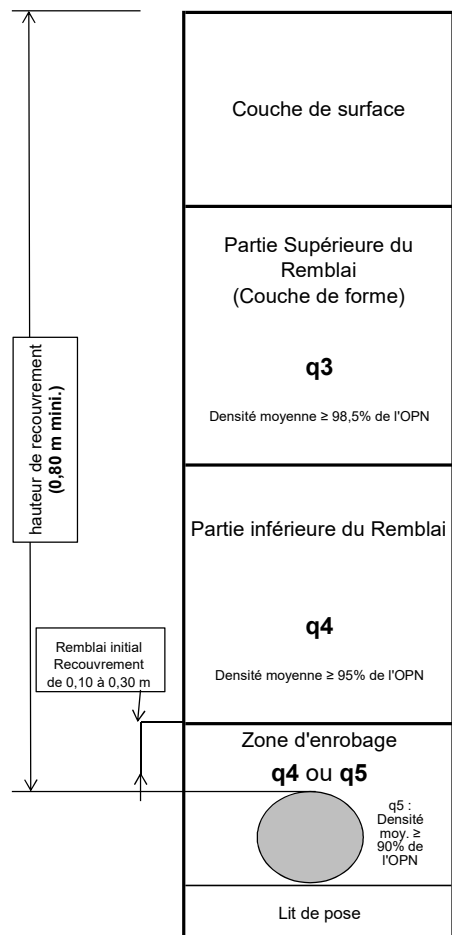 Couche de surface
Partie Supérieure du
Remblai
(Couche de forme)
q3
Densité moyenne ≥ 98,5% de l'OPN
hauteur de recouvrement
(0,80 m mini.)
Partie inférieure du Remblai
q4
Densité moyenne ≥ 95% de l'OPN
Remblai initial
Recouvrement
de 0,10 à 0,30 m
Zone d'enrobage
q4 ou q5
q5 :
Densité
moy. ≥
90% de
l'OPN
Lit de pose